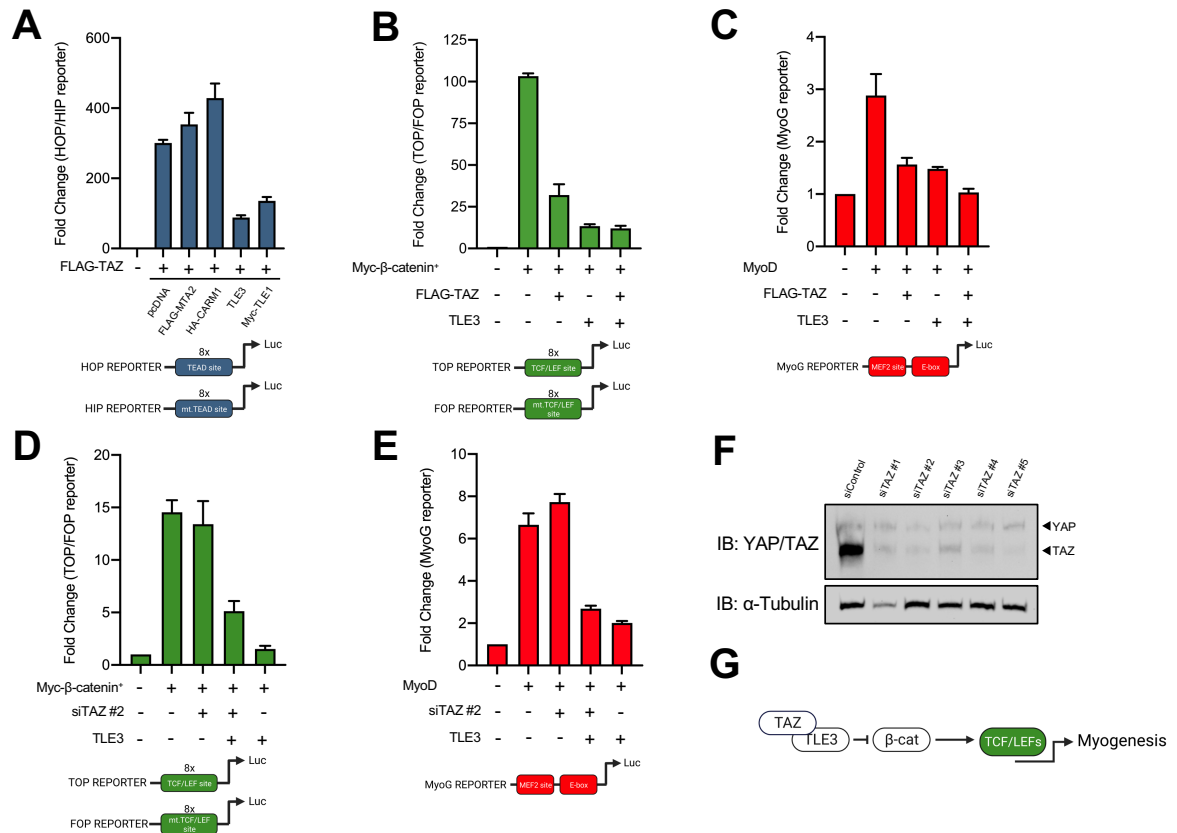 A
Fold Change (HOP/HIP reporter)
600
400
200
0
FLAG-TAZ - + + + + +
pcDNA
FLAG-MTA2
HA-CARM1
TLE3
Myc-TLE1
HOP REPORTER 8x TEAD site Luc
HIP REPORTER 8x mt.TEAD site Luc
B
Fold Change (TOP/FOP reporter)
125
100
75
50
25
0
Myc-β-catenin⁺ - + + + +
FLAG-TAZ - - + - +
TLE3 - - - + +
TOP REPORTER 8x TCF/LEF site Luc
FOP REPORTER 8x mt.TCF/LEF site Luc
C
Fold Change (MyoG reporter)
4
3
2
1
0
MyoD - + + + +
FLAG-TAZ - - + - +
TLE3 - - - + +
MyoG REPORTER MEF2 site E-box Luc
D
Fold Change (TOP/FOP reporter)
20
15
10
5
0
Myc-β-catenin⁺ - + + + +
siTAZ #2 - - + + -
TLE3 - - - + +
TOP REPORTER 8x TCF/LEF site Luc
FOP REPORTER 8x mt.TCF/LEF site Luc
E
Fold Change (MyoG reporter)
10
8
6
4
2
0
MyoD - + + + +
siTAZ #2 - - + + -
TLE3 - - - + +
MyoG REPORTER MEF2 site E-box Luc
F
siControl
siTAZ #1
siTAZ #2
siTAZ #3
siTAZ #4
siTAZ #5
IB: YAP/TAZ
YAP
TAZ
IB: α-Tubulin
G
TAZ
TLE3
β-cat
TCF/LEFs
Myogenesis